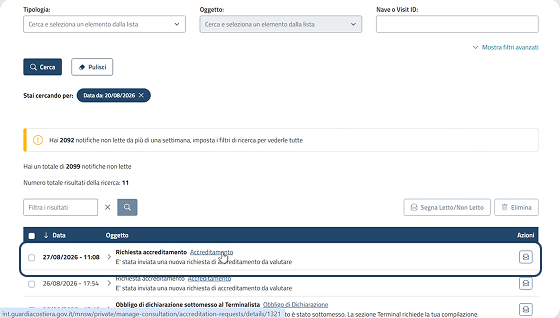 Tipologia:
Oggetto:
Nave o Visit ID:
Cerca e seleziona un elemento dalla lista
Cerca e seleziona un elemento dalla lista
Mostra filtri avanzati
Cerca
Pulisci
Stai cercando per:
Data da: 20/08/2026
Hai 2092 notifiche non lette da più di una settimana, imposta i filtri di ricerca per vederle tutte
Hai un totale di 2099 notifiche non lette
Numero totale risultati della ricerca: 11
Filtra i risultati
Segna Letto/Non Letto
Elimina
Data
Oggetto
Azioni
27/08/2026 - 11:08
Richiesta accreditamento Accreditamento
E' stata inviata una nuova richiesta di accreditamento da valutare
26/08/2026 - 17:54
Richiesta accreditamento Accreditamento
E' stata inviata una nuova richiesta di accreditamento da valutare
Obbligo di dichiarazione sottomesso al Terminalista Obbligo di Dichiarazione
int.guardiacostiera.gov.it/mnsw/private/manage-consultation/accreditation-requests/details/1321
to è stato sottomesso. La sezione Terminal richiede la tua compilazione.